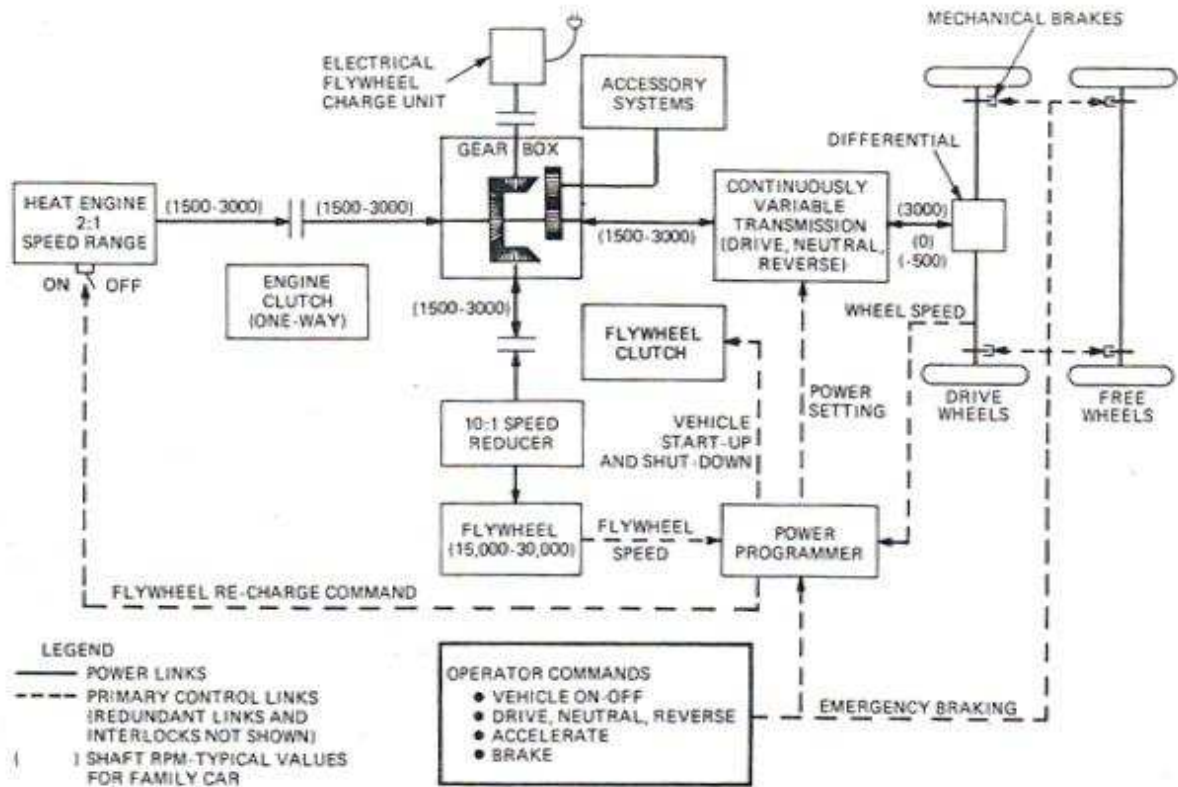 MECHANICAL BRAKES
ELECTRICAL
FLYWHEEL
CHARGE UNIT
ACCESSORY
SYSTEMS
GEAR BOX
DIFFERENTIAL
HEAT ENGINE
2:1
SPEED RANGE
(1500-3000)
(1500-3000)
(1500-3000)
CONTINUOUSLY
VARIABLE
TRANSMISSION
(DRIVE, NEUTRAL,
REVERSE)
(3000)
(0)
(-500)
ON OFF
ENGINE
CLUTCH
(ONE-WAY)
(1500-3000)
FLYWHEEL
CLUTCH
WHEEL SPEED
DRIVE
WHEELS
FREE
WHEELS
10:1 SPEED
REDUCER
VEHICLE
START-UP
AND SHUT-DOWN
POWER
SETTING
FLYWHEEL
(15,000-30,000)
FLYWHEEL
SPEED
POWER
PROGRAMMER
FLYWHEEL RE-CHARGE COMMAND
LEGEND
POWER LINKS
PRIMARY CONTROL LINKS
(REDUNDANT LINKS AND
INTERLOCKS NOT SHOWN)
( ) SHAFT RPM-TYPICAL VALUES
FOR FAMILY CAR
OPERATOR COMMANDS
● VEHICLE ON-OFF
● DRIVE, NEUTRAL, REVERSE
● ACCELERATE
● BRAKE
EMERGENCY BRAKING